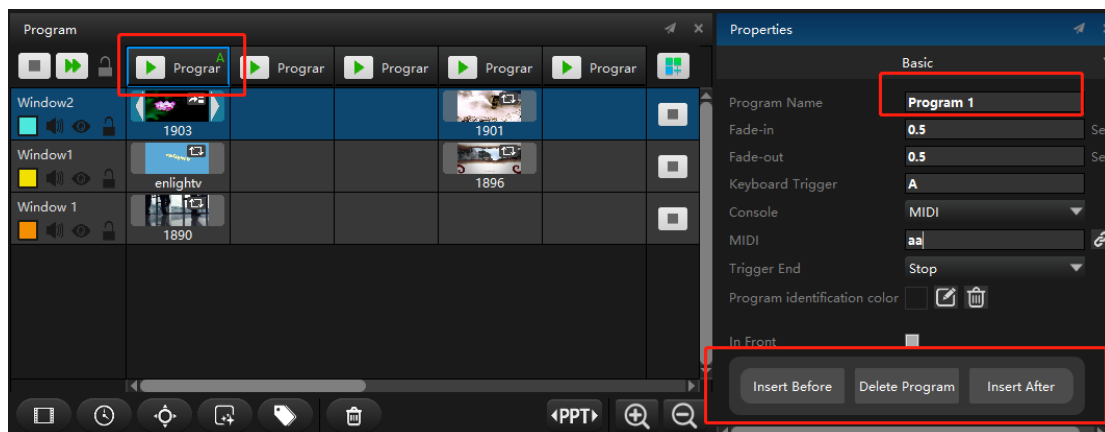 Program
Properties
A
Prograr
Prograr
Prograr
Prograr
Prograr
Basic
Window2
1903
1901
Window1
enlightv
1896
Window 1
1890
Program Name
Program 1
Fade-in
0.5
Se
Fade-out
0.5
Se
Keyboard Trigger
A
Console
MIDI
MIDI
aa
Trigger End
Stop
Program identification color
In Front
Insert Before
Delete Program
Insert After
PPT